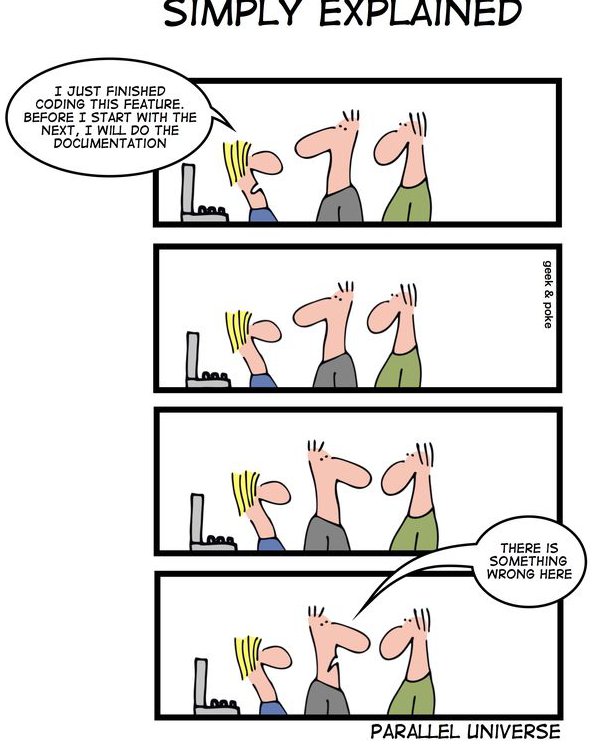 SIMPLY EXPLAINED
I JUST FINISHED
CODING THIS FEATURE.
BEFORE I START WITH THE
NEXT, I WILL DO THE
DOCUMENTATION
geek & poke
THERE IS
SOMETHING
WRONG HERE
PARALLEL UNIVERSE